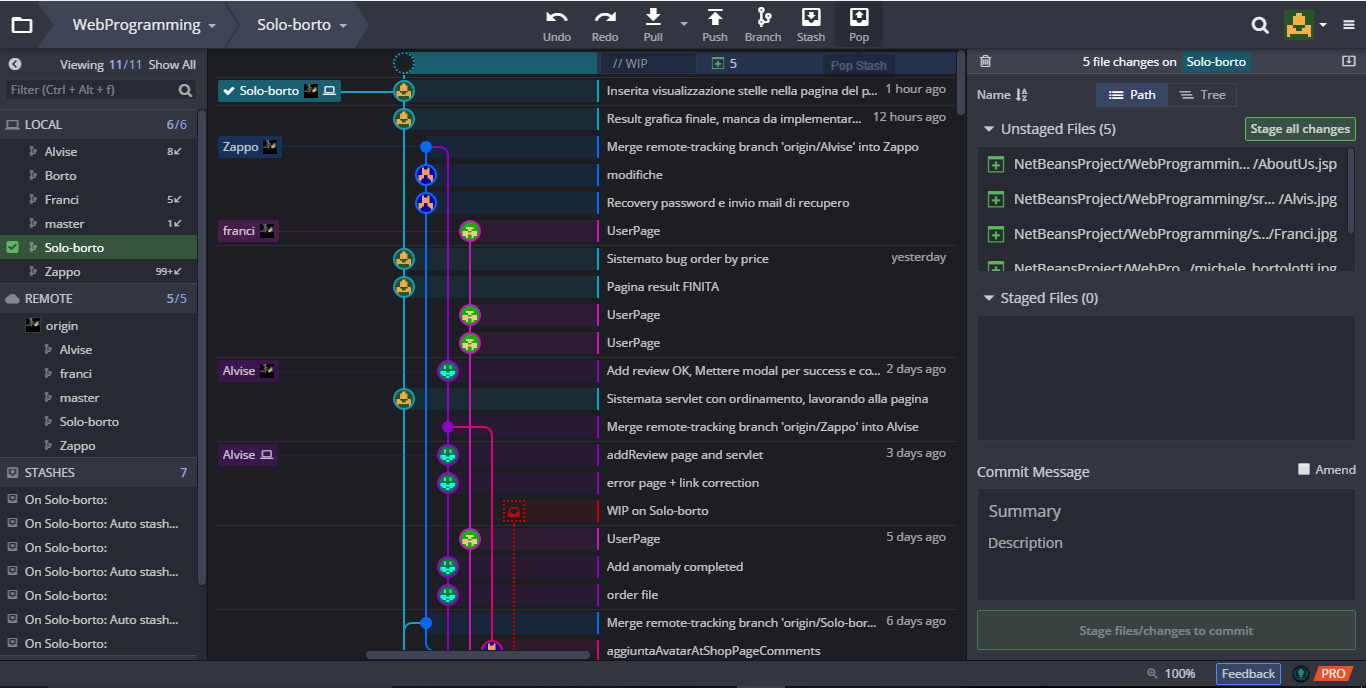 WebProgramming
Solo-borto
Undo
Redo
Pull
Push
Branch
Stash
Pop
Viewing 11/11 Show All
Filter (Ctrl + Alt + f)
LOCAL 6/6
Alvise 8
Borto
Franci 5
master 1
Solo-borto
Zappo 99+
REMOTE 5/5
origin
Alvise
franci
master
Solo-borto
Zappo
STASHES 7
On Solo-borto:
On Solo-borto: Auto stash...
On Solo-borto:
On Solo-borto: Auto stash...
On Solo-borto:
On Solo-borto: Auto stash...
On Solo-borto:
// WIP 5
Pop Stash
Solo-borto Inserita visualizzazione stelle nella pagina del p... 1 hour ago
Result grafica finale, manca da implementar... 12 hours ago
Zappo Merge remote-tracking branch 'origin/Alvise' into Zappo
modifiche
Recovery password e invio mail di recupero
franci UserPage
Sistemato bug order by price yesterday
Pagina result FINITA
UserPage
UserPage
Alvise Add review OK, Mettere modal per success e co... 2 days ago
Sistemata servlet con ordinamento, lavorando alla pagina
Merge remote-tracking branch 'origin/Zappo' into Alvise
Alvise addReview page and servlet 3 days ago
error page + link correction
WIP on Solo-borto
UserPage 5 days ago
Add anomaly completed
order file
Merge remote-tracking branch 'origin/Solo-bor... 6 days ago
aggiuntaAvatarAtShopPageComments
5 file changes on Solo-borto
Name Path Tree
Unstaged Files (5) Stage all changes
NetBeansProject/WebProgrammin... /AboutUs.jsp
NetBeansProject/WebProgramming/sr... /Alvis.jpg
NetBeansProject/WebProgramming/s.../Franci.jpg
NetBeansProject/WebPro.../michele_bortolotti.jpg
Staged Files (0)
Commit Message Amend
Summary
Description
Stage files/changes to commit
100% Feedback PRO